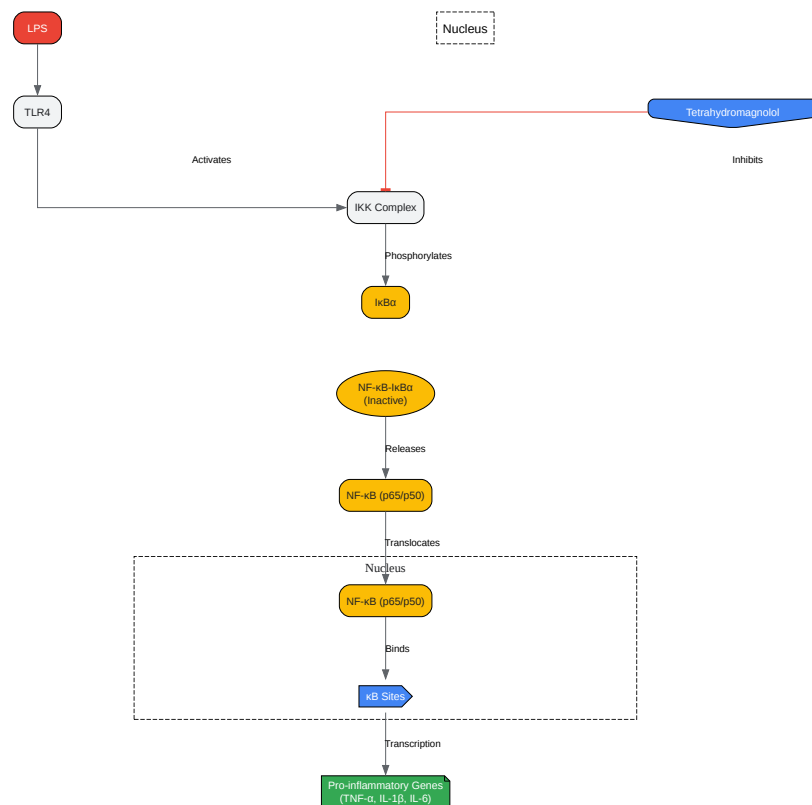 LPS
Nucleus
TLR4
Tetrahydromagnolol
Activates
Inhibits
IKK Complex
Phosphorylates
IκBα
NF-κB-IκBα
(Inactive)
Releases
NF-κB (p65/p50)
Translocates
Nucleus
NF-κB (p65/p50)
Binds
κB Sites
Transcription
Pro-inflammatory Genes
(TNF-α, IL-1β, IL-6)